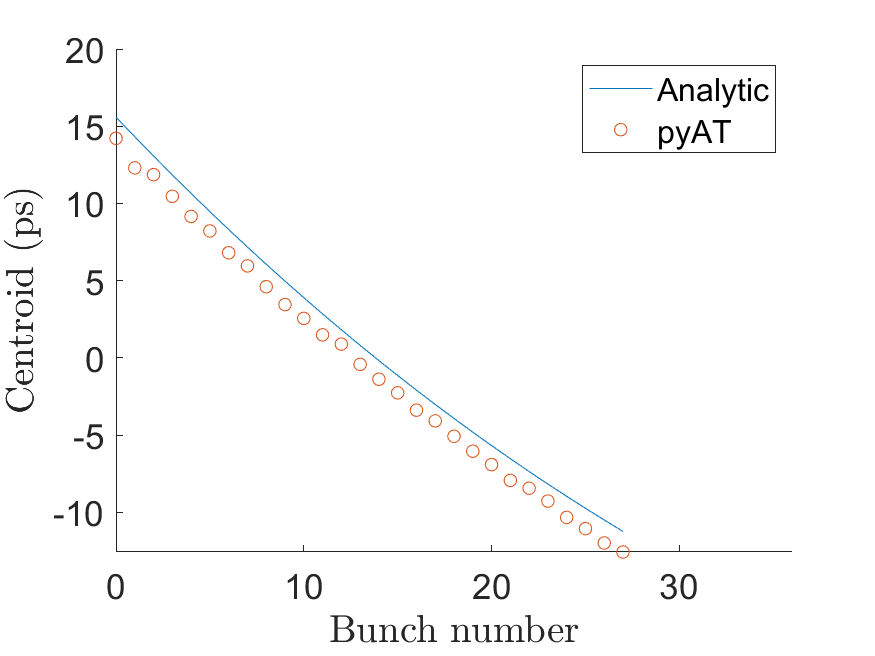 20
15
10
5
0
-5
-10
0 10 20 30
Centroid (ps)
Bunch number
Analytic
pyAT